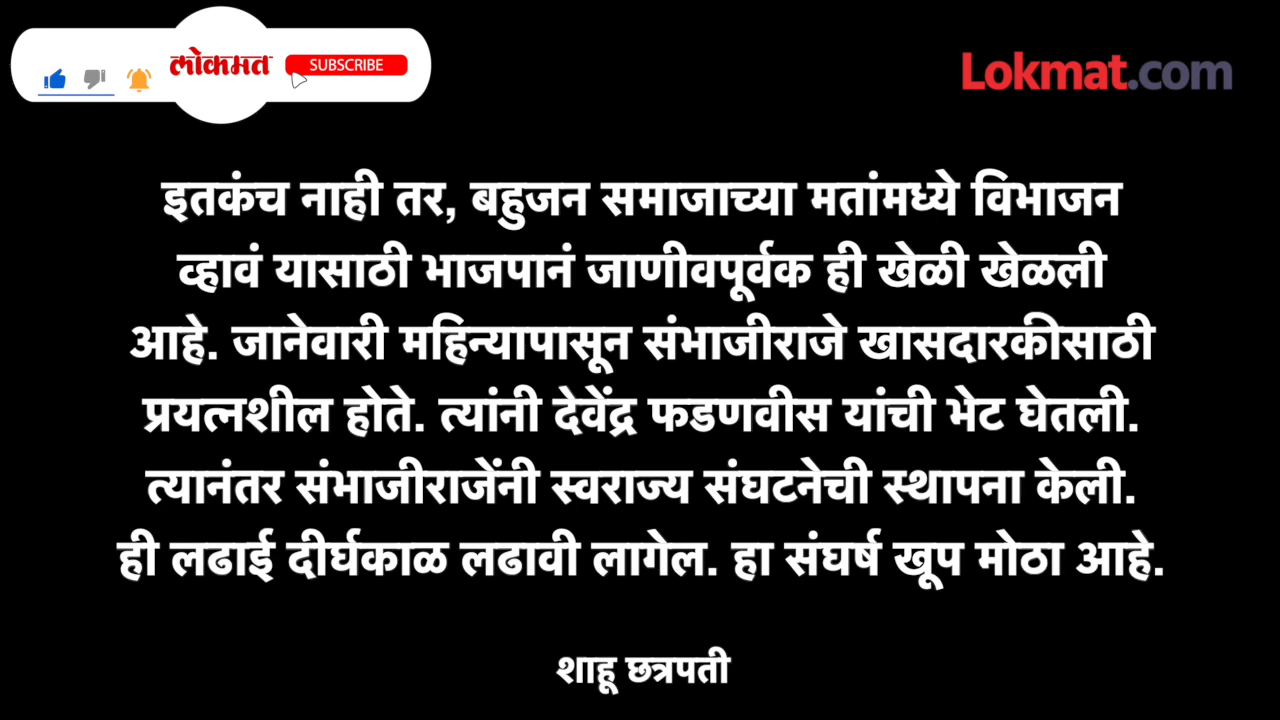 लोकमत
SUBSCRIBE
Lokmat.com
इतकंच नाही तर, बहुजन समाजाच्या मतांमध्ये विभाजन
व्हावं यासाठी भाजपानं जाणीवपूर्वक ही खेळी खेळली
आहे. जानेवारी महिन्यापासून संभाजीराजे खासदारकीसाठी
प्रयत्नशील होते. त्यांनी देवेंद्र फडणवीस यांची भेट घेतली.
त्यानंतर संभाजीराजेंनी स्वराज्य संघटनेची स्थापना केली.
ही लढाई दीर्घकाळ लढावी लागेल. हा संघर्ष खूप मोठा आहे.
शाहू छत्रपती